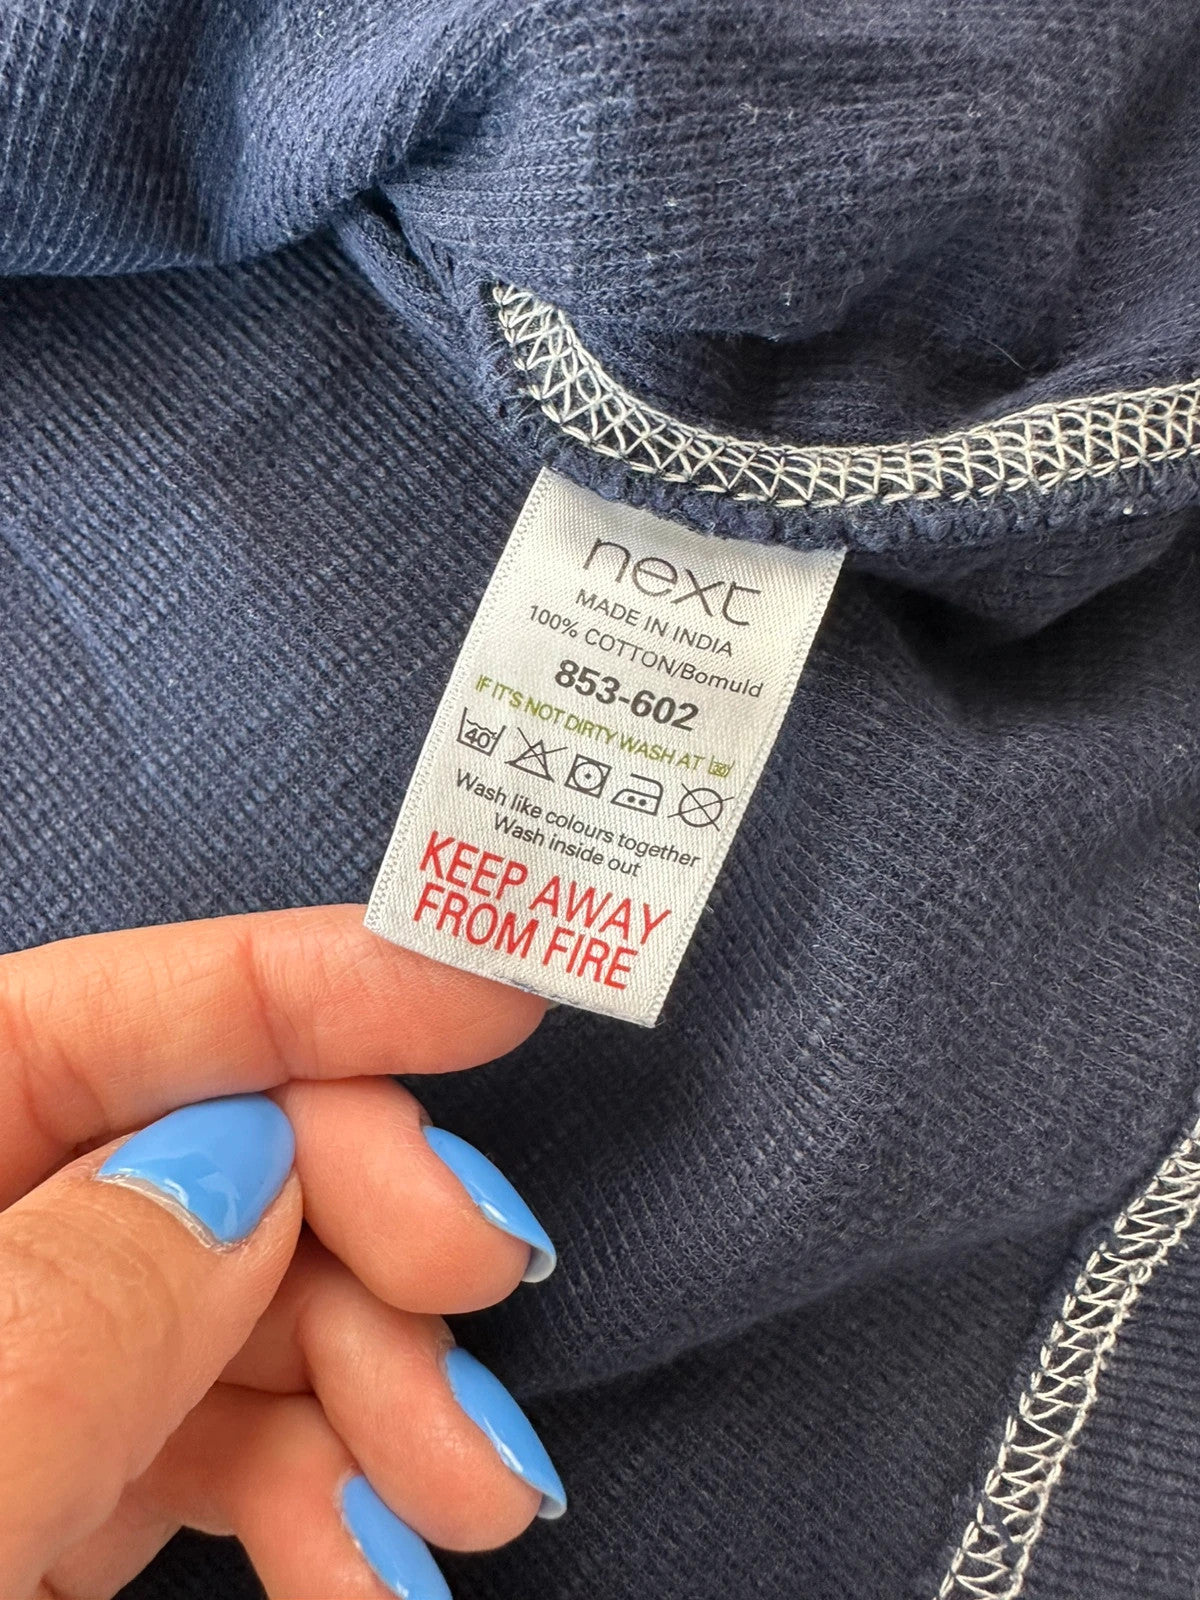 next
MADE IN INDIA
100% COTTON/Bomuld
853-602
IF IT'S NOT DIRTY WASH AT 30
40
Wash like colours together
Wash inside out
KEEP AWAY
FROM FIRE